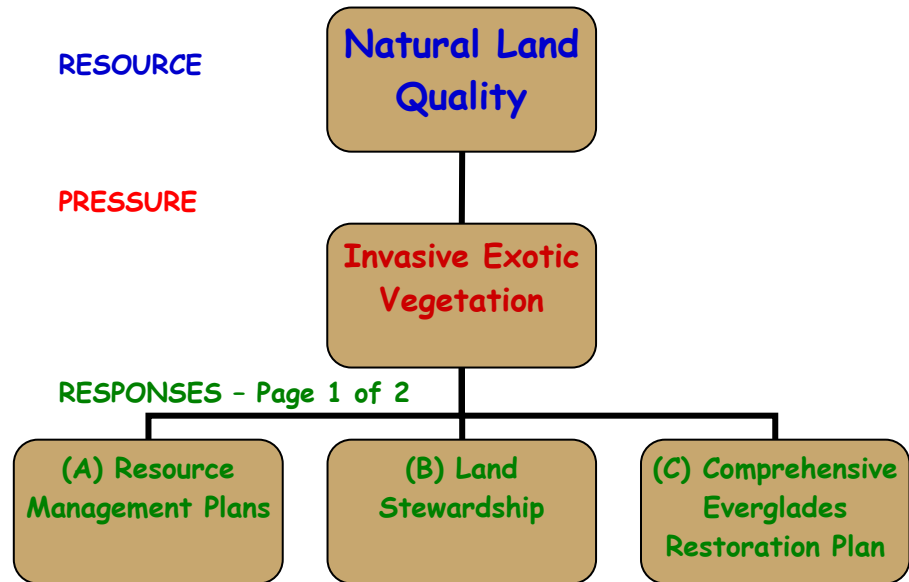 RESOURCE
Natural Land
Quality
PRESSURE
Invasive Exotic
Vegetation
RESPONSES – Page 1 of 2
(A) Resource
Management Plans
(B) Land
Stewardship
(C) Comprehensive
Everglades
Restoration Plan